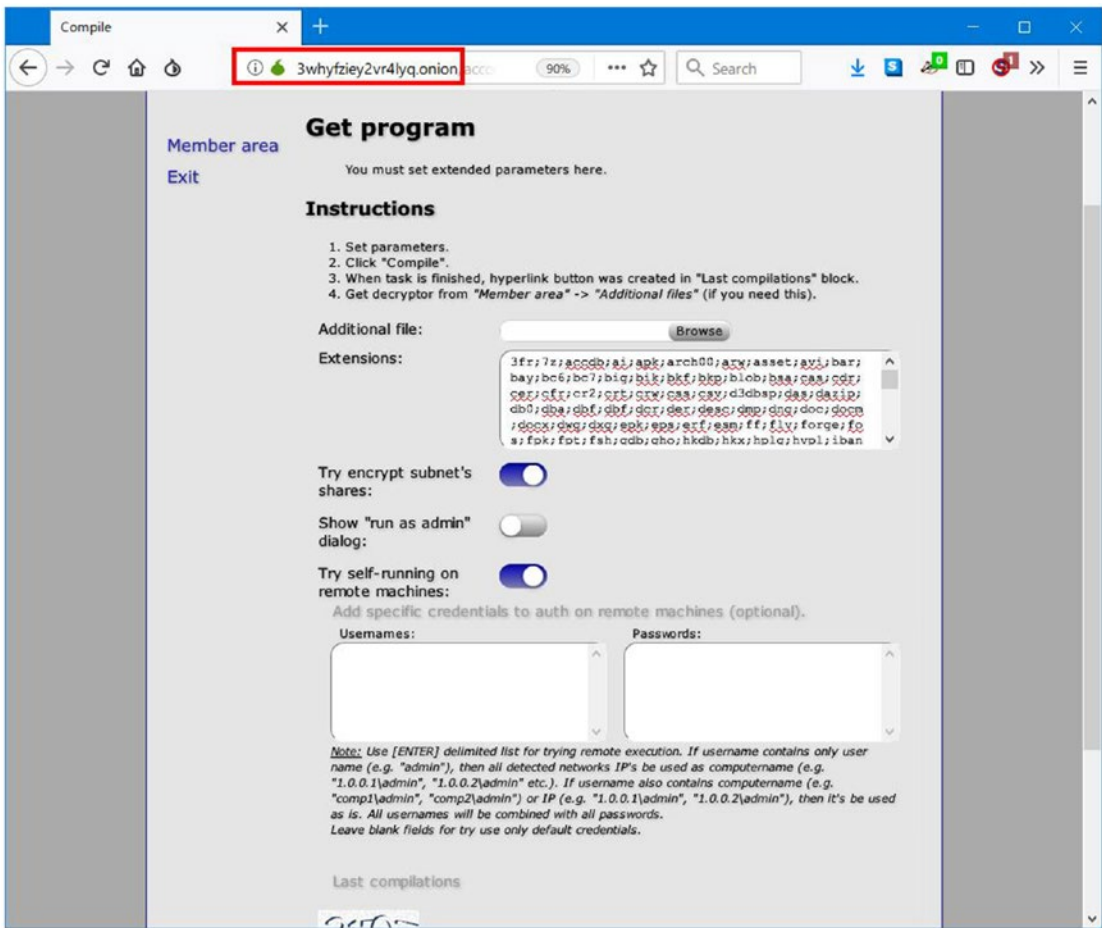 Compile
3whyfziey2vr4lyq.onion/acco
90%
Search
S
0
1
Member area
Exit
Get program
You must set extended parameters here.
Instructions
1. Set parameters.
2. Click "Compile".
3. When task is finished, hyperlink button was created in "Last compilations" block.
4. Get decryptor from "Member area" -> "Additional files" (if you need this).
Additional file:
Browse
Extensions:
3fr;7z;accdb;ai;apk;arch00;arw;asset;avi;bar;
bay;bc6;bc7;big;bik;bkf;bkp;blob;bsa;cas;cdr;
cer;cfr;cr2;crt;crw;css;csv;d3dbsp;das;dazip;
db0;dba;dbf;dbf;dcr;der;desc;dmp;dng;doc;docm
;docx;dwg;dxg;epk;eps;erf;esm;ff;flv;forge;fo
s;fpk;fpt;fsh;gdb;gho;hkdb;hkx;hplg;hvpl;iban
Try encrypt subnet's
shares:
Show "run as admin"
dialog:
Try self-running on
remote machines:
Add specific credentials to auth on remote machines (optional).
Usernames:
Passwords:
Note: Use [ENTER] delimited list for trying remote execution. If username contains only user
name (e.g. "admin"), then all detected networks IP's be used as computername (e.g.
"1.0.0.1\admin", "1.0.0.2\admin" etc.). If username also contains computername (e.g.
"comp1\admin", "comp2\admin") or IP (e.g. "1.0.0.1\admin", "1.0.0.2\admin"), then it's be used
as is. All usernames will be combined with all passwords.
Leave blank fields for try use only default credentials.
Last compilations